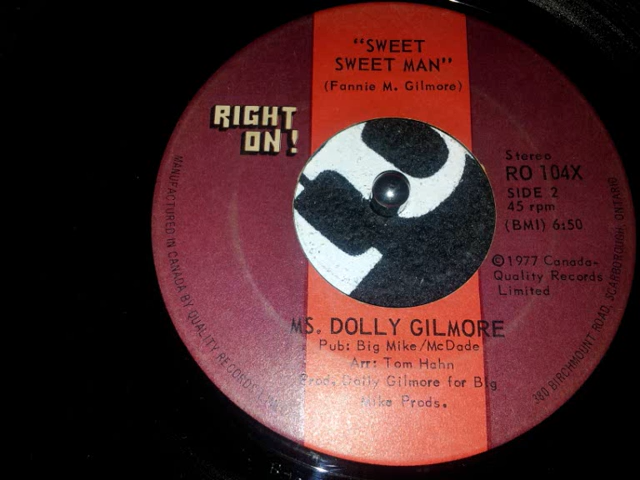 "SWEET
SWEET MAN"
(Fannie M. Gilmore)
RIGHT
ON!
Stereo
RO 104X
SIDE 2
45 rpm
(BMI) 6:50
©1977 Canada-
Quality Records
Limited
MS. DOLLY GILMORE
Pub: Big Mike/McDade
Arr: Tom Hahn
Prod. Dolly Gilmore for Big
Mike Prods.
MANUFACTURED IN CANADA BY QUALITY RECORDS LIMITED
380 BIRCHMOUNT ROAD, SCARBOROUGH, ONTARIO